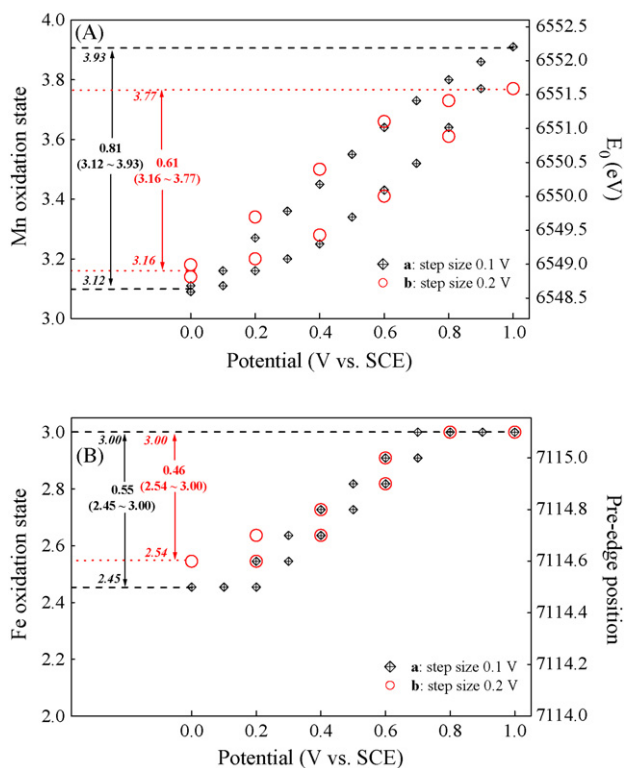 (A)
4.0
3.8
3.6
3.4
3.2
3.0
Mn oxidation state
6552.5
6552.0
6551.5
6551.0
6550.5
6550.0
6549.5
6549.0
6548.5
E0 (eV)
3.93
3.77
0.81
(3.12 ~ 3.93)
0.61
(3.16 ~ 3.77)
3.16
3.12
a: step size 0.1 V
b: step size 0.2 V
0.0 0.2 0.4 0.6 0.8 1.0
Potential (V vs. SCE)
(B)
3.0
2.8
2.6
2.4
2.2
2.0
Fe oxidation state
7115.0
7114.8
7114.6
7114.4
7114.2
7114.0
Pre-edge position
3.00 3.00
0.46
(2.54 ~ 3.00)
0.55
(2.45 ~ 3.00)
2.54
2.45
a: step size 0.1 V
b: step size 0.2 V
0.0 0.2 0.4 0.6 0.8 1.0
Potential (V vs. SCE)